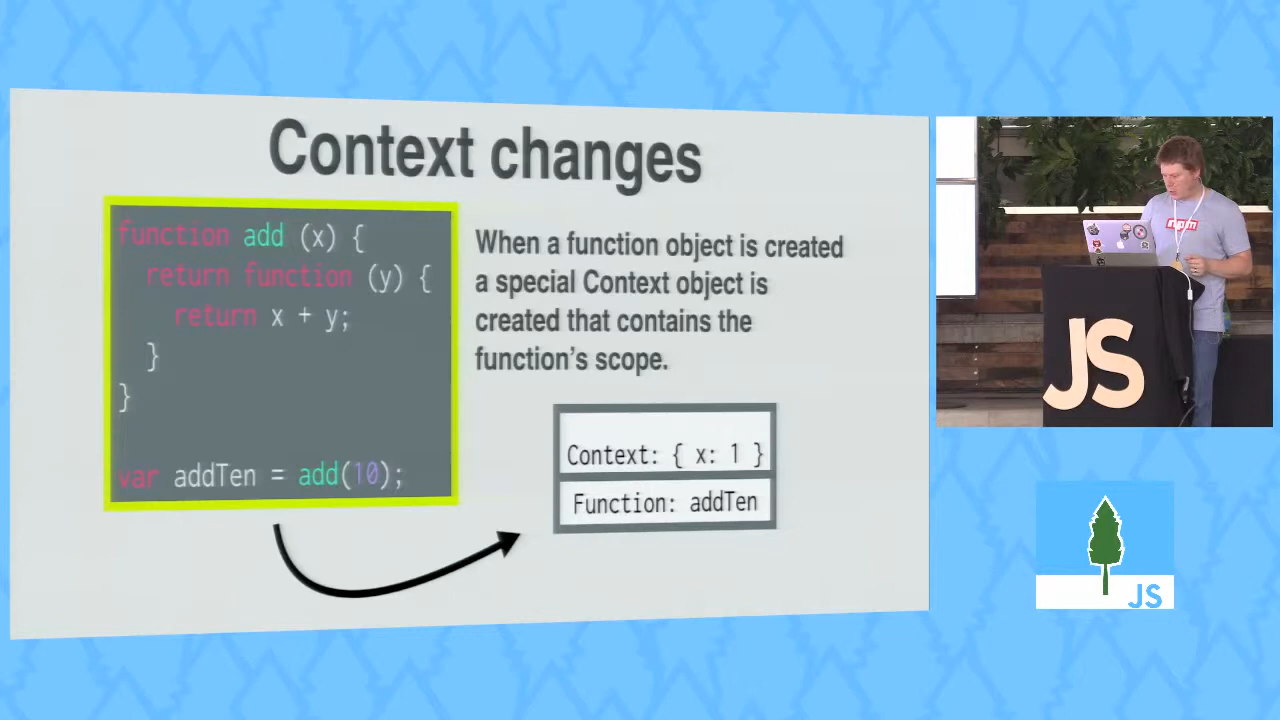 Context changes
function add (x) {
return function (y) {
return x + y;
}
}
var addTen = add(10);
When a function object is created
a special Context object is
created that contains the
function's scope.
Context: { x: 1 }
Function: addTen
npm
JS
JS